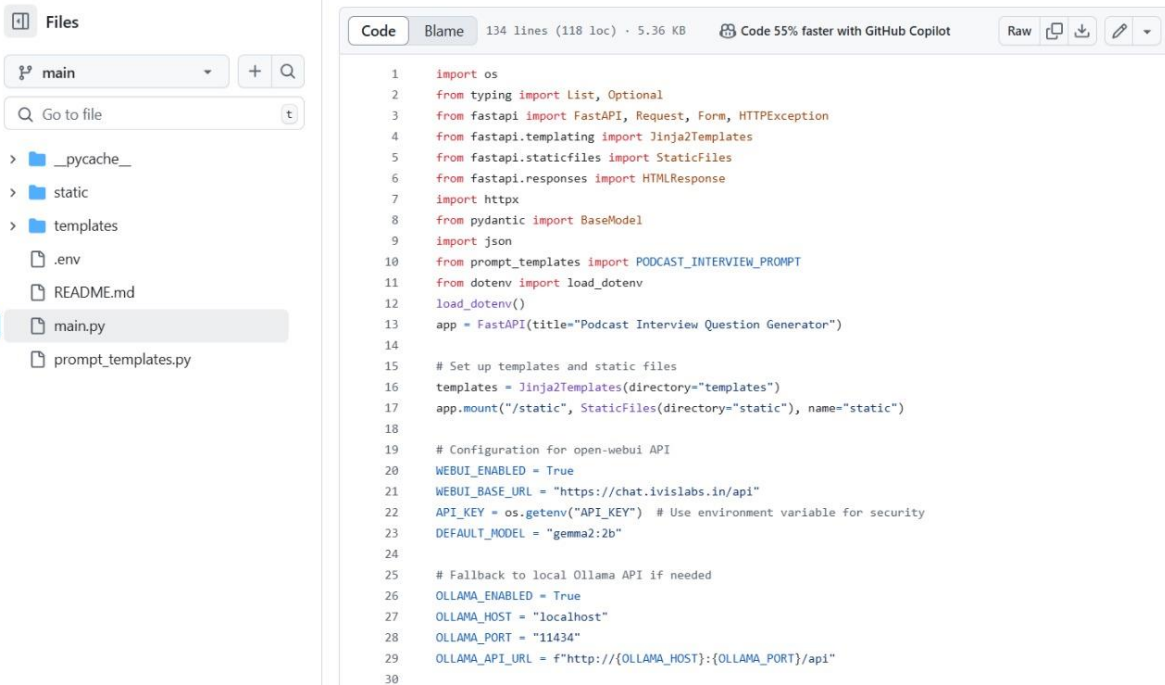 Files
main
Go to file
t
__pycache__
static
templates
.env
README.md
main.py
prompt_templates.py
Code Blame 134 lines (118 loc) · 5.36 KB Code 55% faster with GitHub Copilot Raw
1 import os
2 from typing import List, Optional
3 from fastapi import FastAPI, Request, Form, HTTPException
4 from fastapi.templating import Jinja2Templates
5 from fastapi.staticfiles import StaticFiles
6 from fastapi.responses import HTMLResponse
7 import httpx
8 from pydantic import BaseModel
9 import json
10 from prompt_templates import PODCAST_INTERVIEW_PROMPT
11 from dotenv import load_dotenv
12 load_dotenv()
13 app = FastAPI(title="Podcast Interview Question Generator")
14
15 # Set up templates and static files
16 templates = Jinja2Templates(directory="templates")
17 app.mount("/static", StaticFiles(directory="static"), name="static")
18
19 # Configuration for open-webui API
20 WEBUI_ENABLED = True
21 WEBUI_BASE_URL = "https://chat.ivislabs.in/api"
22 API_KEY = os.getenv("API_KEY")  # Use environment variable for security
23 DEFAULT_MODEL = "gemma2:2b"
24
25 # Fallback to local Ollama API if needed
26 OLLAMA_ENABLED = True
27 OLLAMA_HOST = "localhost"
28 OLLAMA_PORT = "11434"
29 OLLAMA_API_URL = f"http://{OLLAMA_HOST}:{OLLAMA_PORT}/api"
30